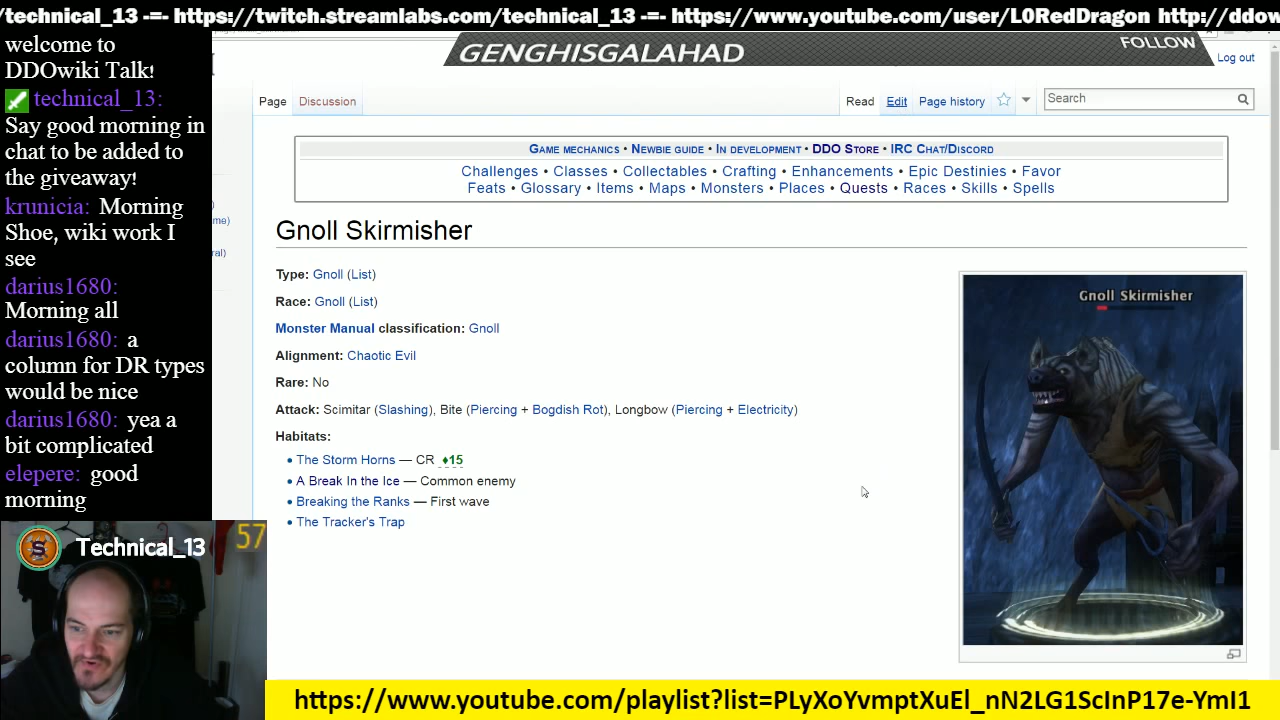 /technical_13 -=- https://twitch.streamlabs.com/technical_13 -=- https://www.youtube.com/user/L0RedDragon http://ddow
welcome to
DDOwiki Talk!
technical_13:
Say good morning in
chat to be added to
the giveaway!
krunicia: Morning
Shoe, wiki work I
see
darius1680:
Morning all
darius1680: a
column for DR types
would be nice
darius1680: yea a
bit complicated
elepere: good
morning
57
Technical_13
me)
ral)
GENGHISGALAHAD
FOLLOW
Log out
Page Discussion
Read Edit Page history
Search
Game mechanics • Newbie guide • In development • DDO Store • IRC Chat/Discord
Challenges • Classes • Collectables • Crafting • Enhancements • Epic Destinies • Favor
Feats • Glossary • Items • Maps • Monsters • Places • Quests • Races • Skills • Spells
Gnoll Skirmisher
Type: Gnoll (List)
Race: Gnoll (List)
Monster Manual classification: Gnoll
Alignment: Chaotic Evil
Rare: No
Attack: Scimitar (Slashing), Bite (Piercing + Bogdish Rot), Longbow (Piercing + Electricity)
Habitats:
• The Storm Horns — CR ♦15
• A Break In the Ice — Common enemy
• Breaking the Ranks — First wave
• The Tracker's Trap
Gnoll Skirmisher
https://www.youtube.com/playlist?list=PLyXoYvmptXuEl_nN2LG1ScInP17e-YmI1